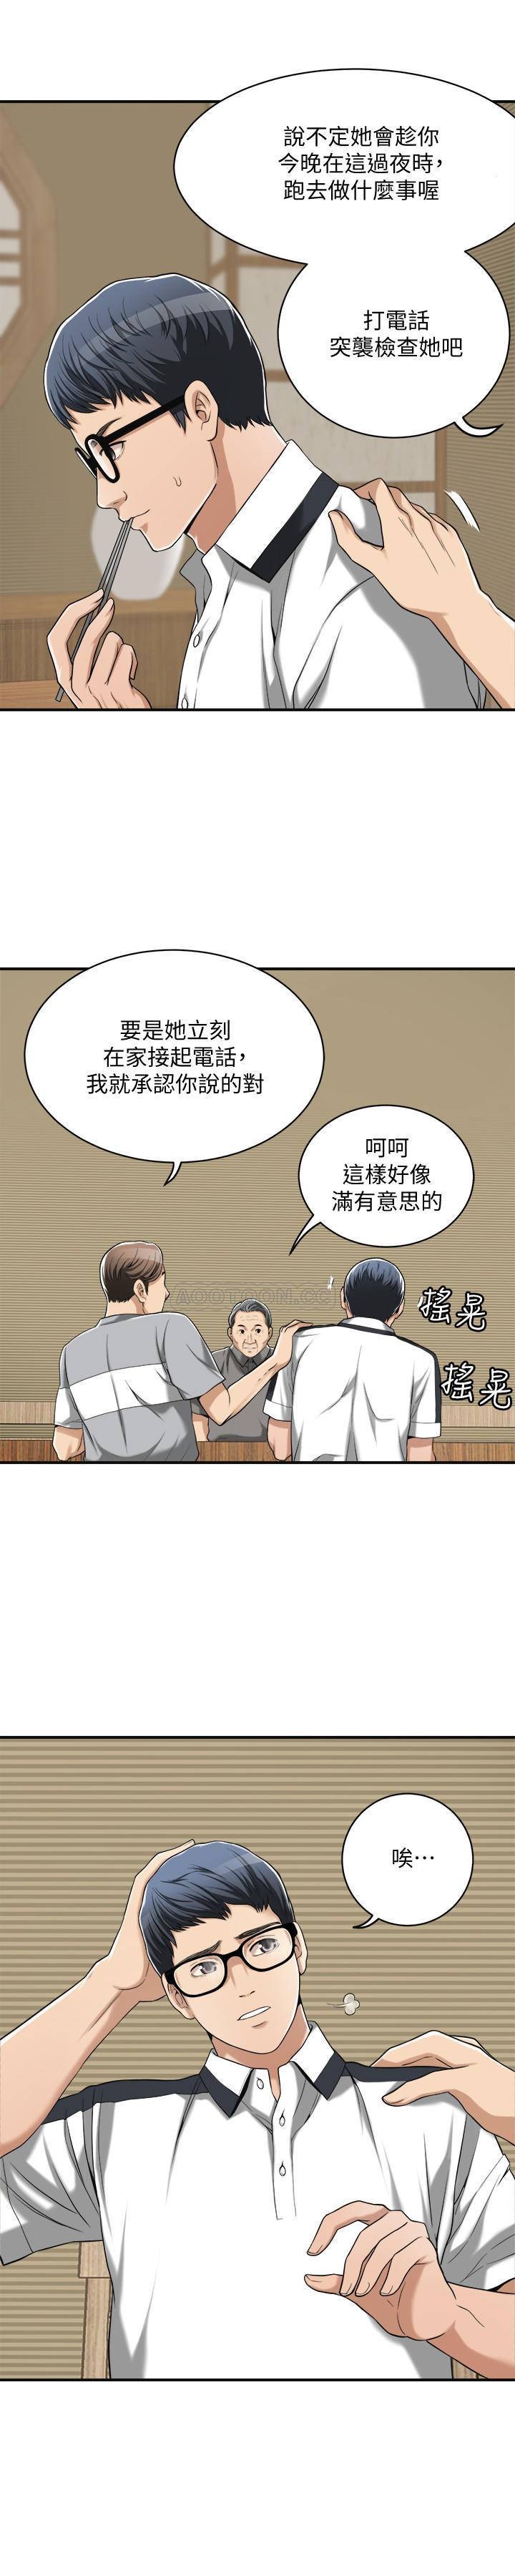 說不定她會趁你
今晚在這過夜時,
跑去做什麼事喔
打電話
突襲檢查她吧
要是她立刻
在家接起電話,
我就承認你說的對
呵呵
這樣好像
滿有意思的
搖晃
搖晃
唉⋯